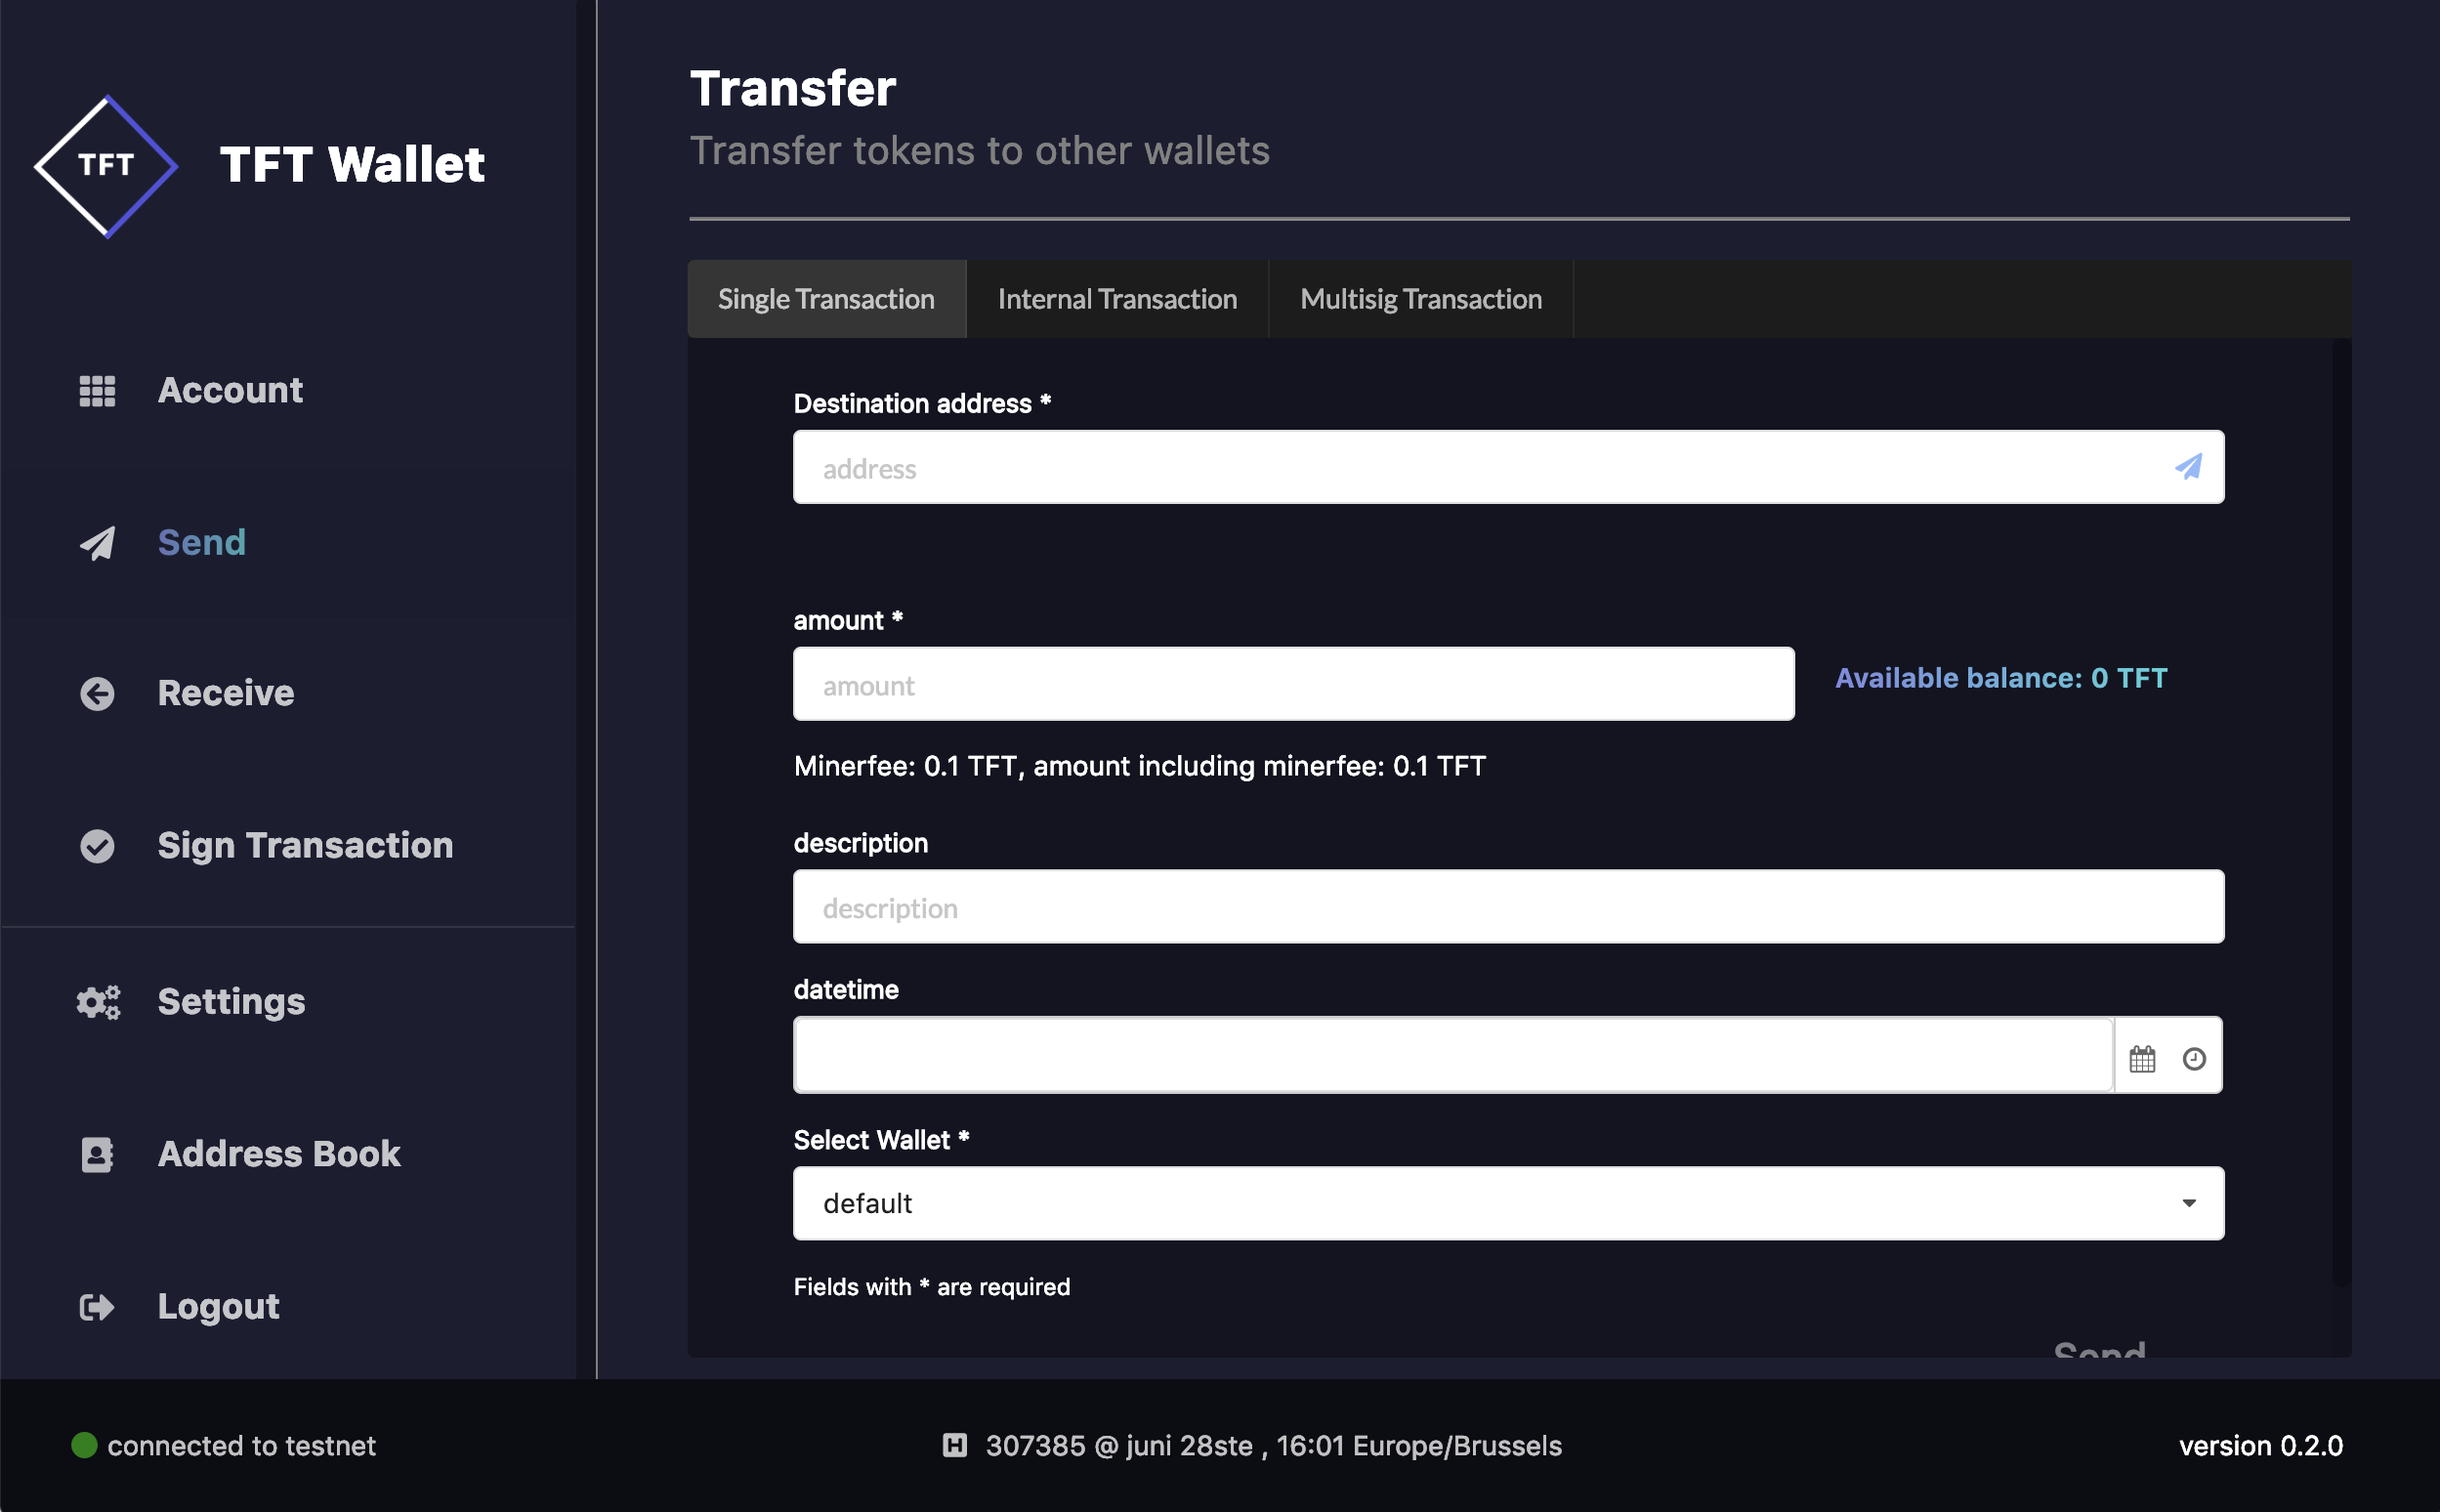 TFT
TFT Wallet
Account
Send
Receive
Sign Transaction
Settings
Address Book
Logout
Transfer
Transfer tokens to other wallets
Single Transaction
Internal Transaction
Multisig Transaction
Destination address *
address
amount *
amount
Available balance: 0 TFT
Minerfee: 0.1 TFT, amount including minerfee: 0.1 TFT
description
description
datetime
Select Wallet *
default
Fields with * are required
Send
connected to testnet
H 307385 @ juni 28ste , 16:01 Europe/Brussels
version 0.2.0